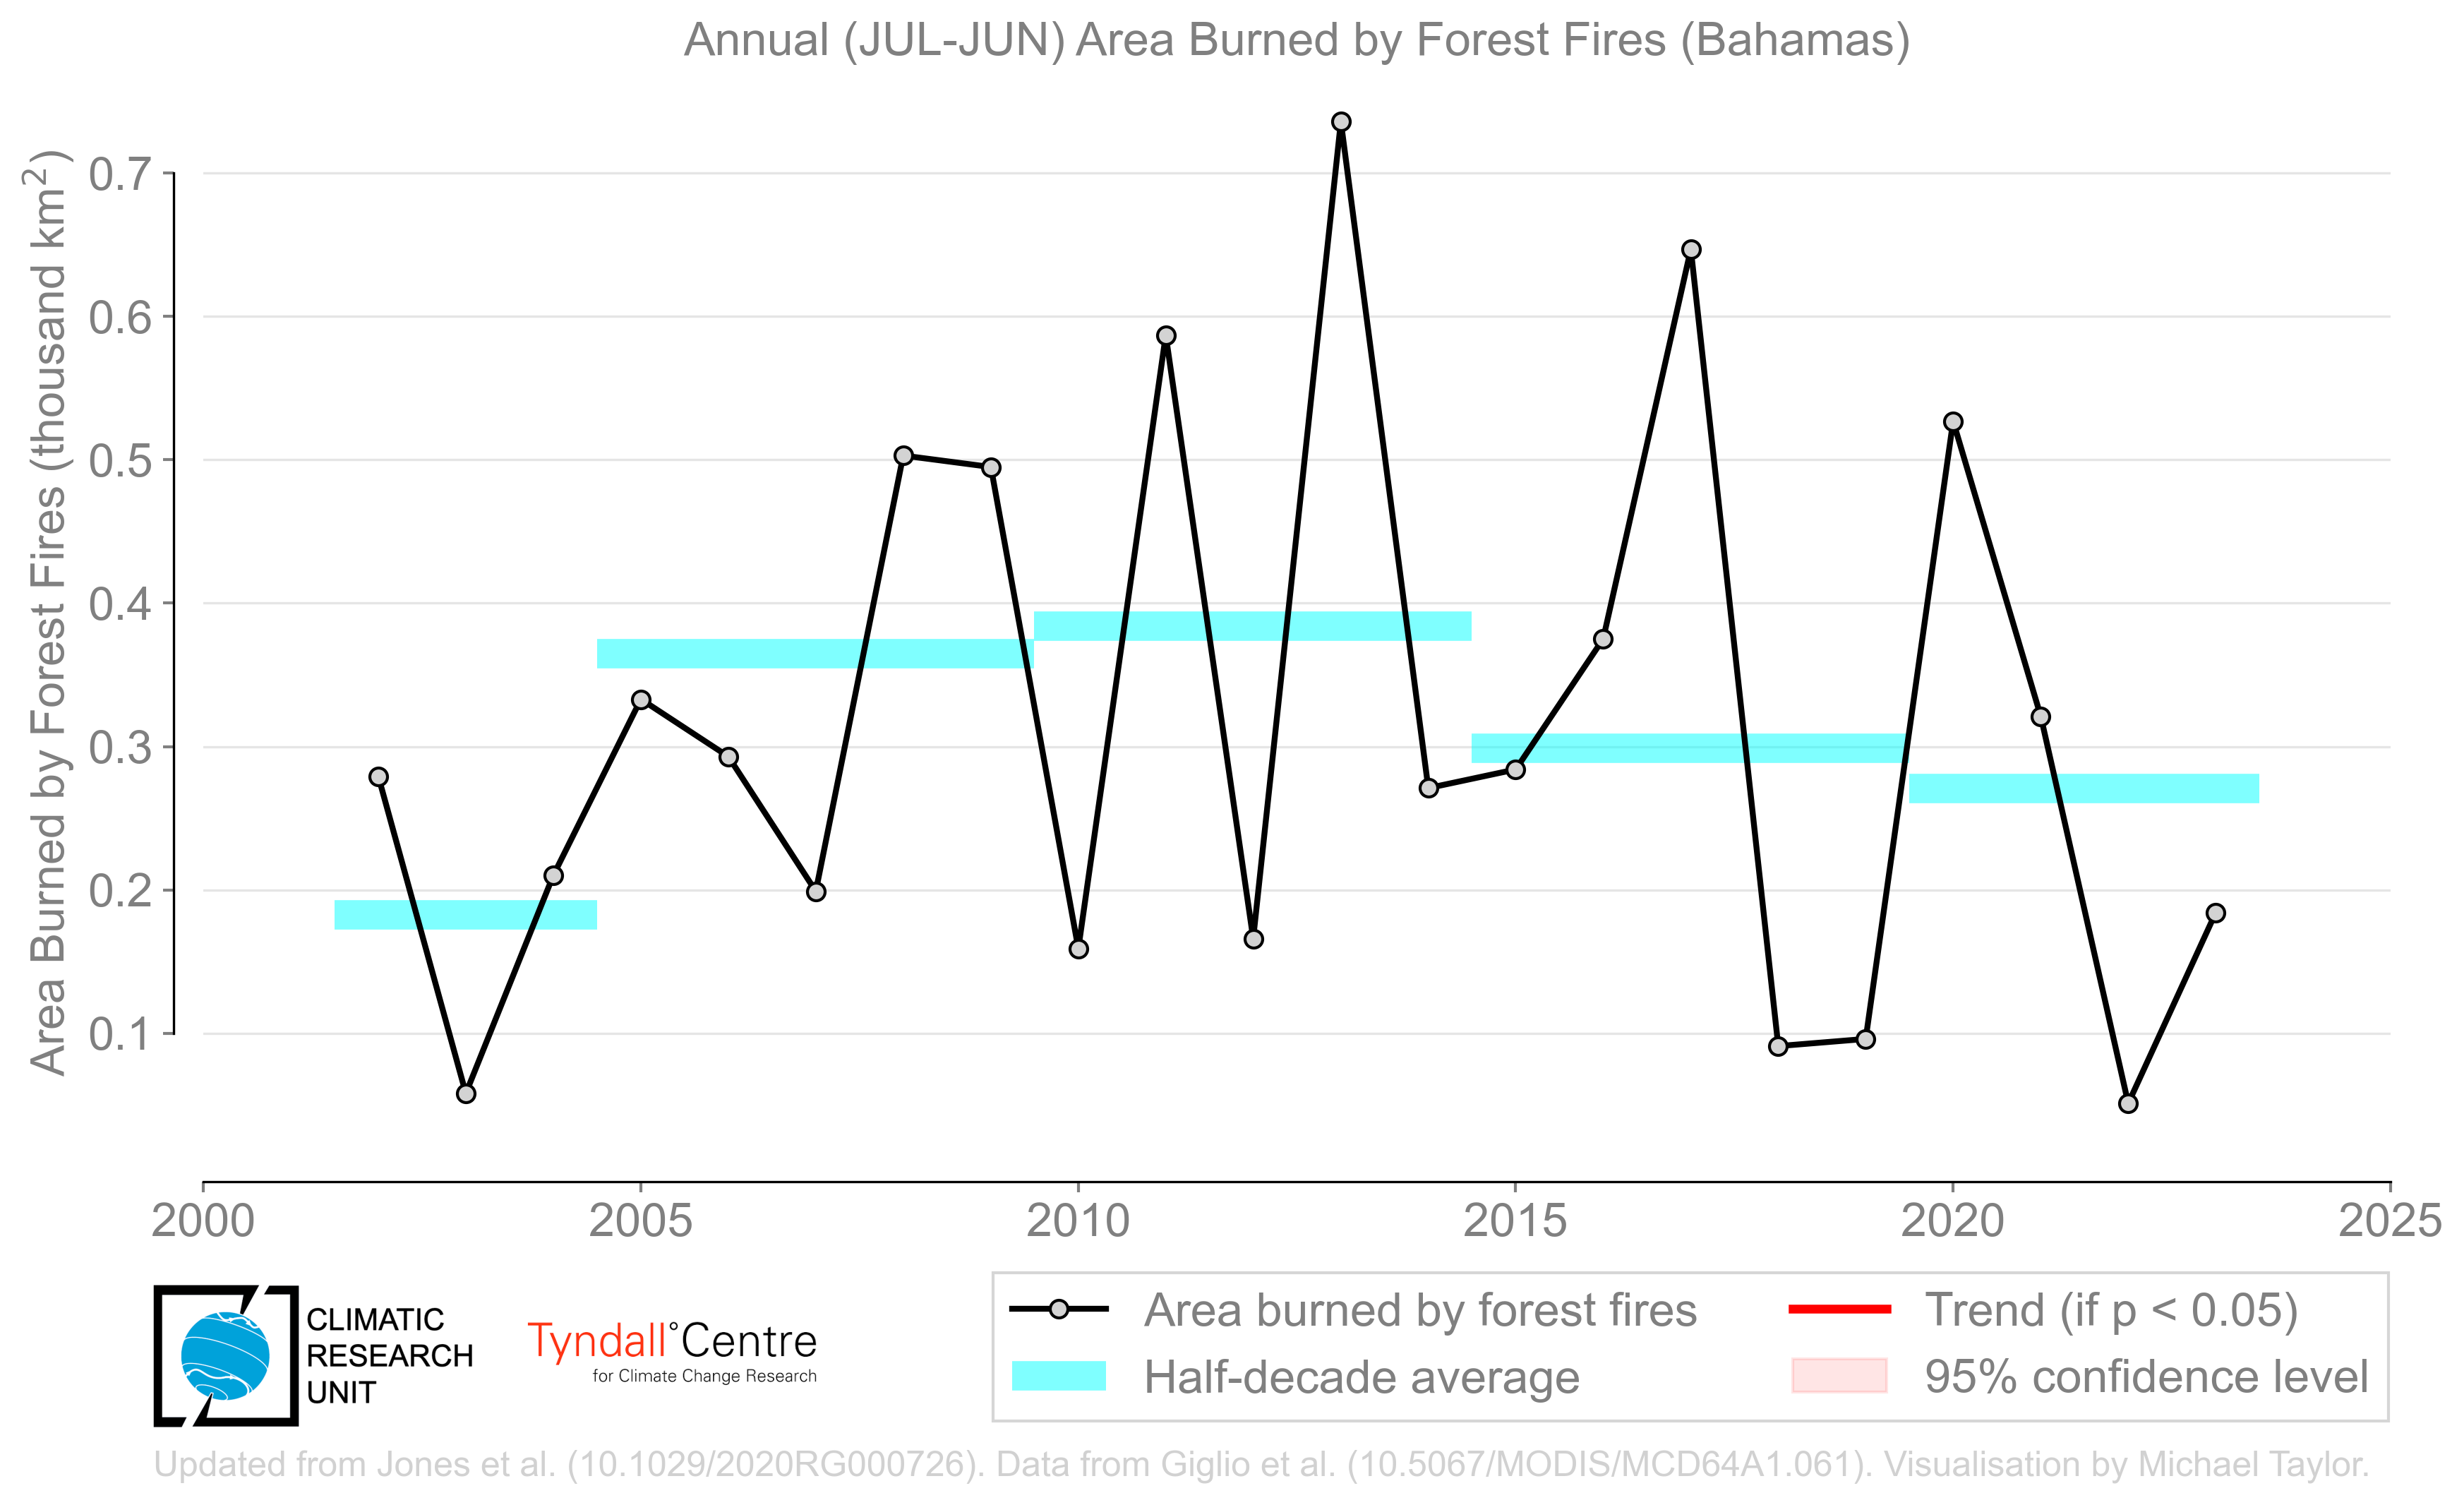 Annual (JUL-JUN) Area Burned by Forest Fires (Bahamas)
Area Burned by Forest Fires (thousand km²)
0.7
0.6
0.5
0.4
0.3
0.2
0.1
2000
2005
2010
2015
2020
2025
CLIMATIC
RESEARCH
UNIT
Tyndall°Centre
for Climate Change Research
Area burned by forest fires
Half-decade average
Trend (if p < 0.05)
95% confidence level
Updated from Jones et al. (10.1029/2020RG000726). Data from Giglio et al. (10.5067/MODIS/MCD64A1.061). Visualisation by Michael Taylor.